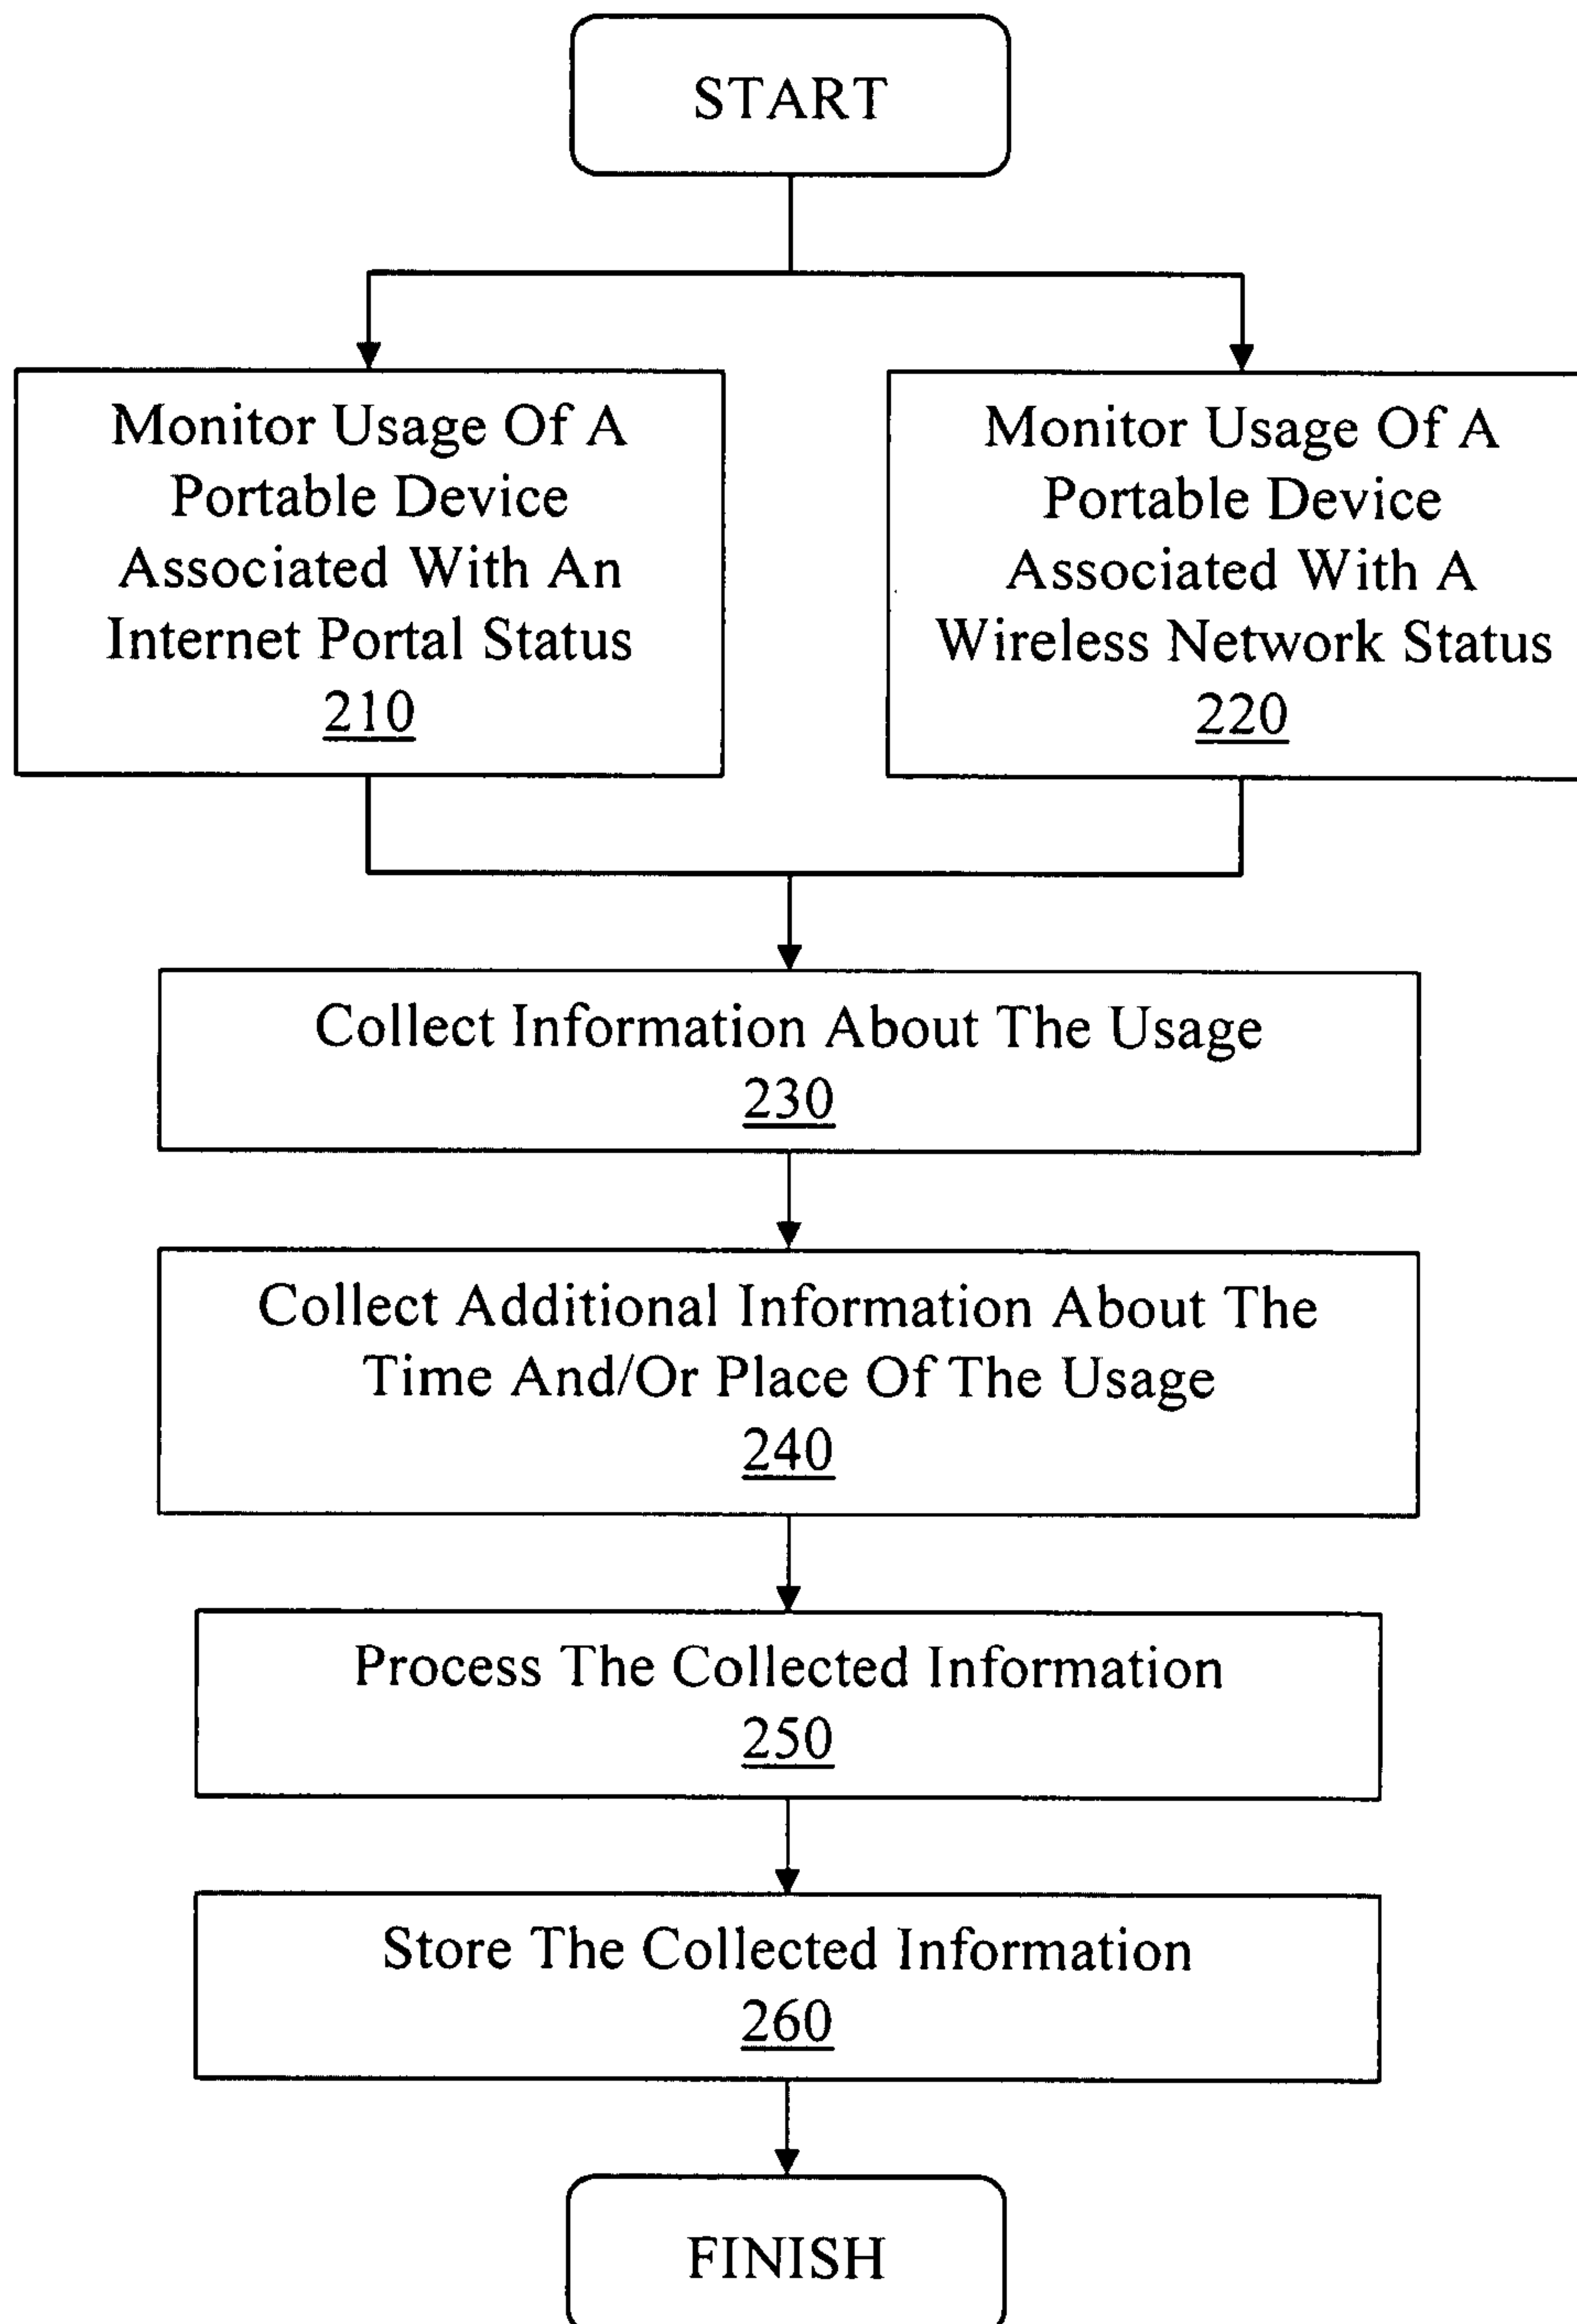 START
Monitor Usage Of A
Portable Device
Associated With An
Internet Portal Status
210
Monitor Usage Of A
Portable Device
Associated With A
Wireless Network Status
220
Collect Information About The Usage
230
Collect Additional Information About The
Time And/Or Place Of The Usage
240
Process The Collected Information
250
Store The Collected Information
260
FINISH